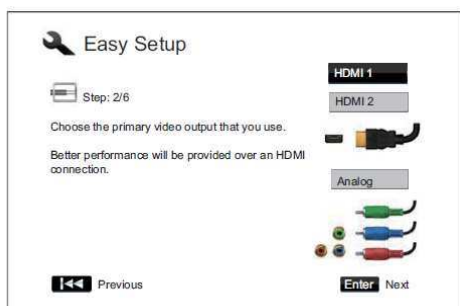 Easy Setup
HDMI 1
Step: 2/6
HDMI 2
Choose the primary video output that you use.
Better performance will be provided over an HDMI
connection.
Analog
Previous
Enter Next